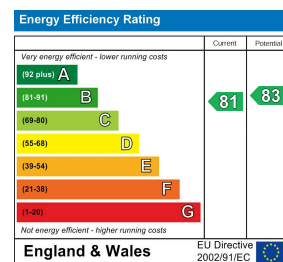 Energy Efficiency Rating
Current Potential
Very energy efficient - lower running costs
(92 plus) A
(81-91) B
(69-80) C
(55-68) D
(39-54) E
(21-38) F
(1-20) G
81 83
Not energy efficient - higher running costs
England & Wales
EU Directive
2002/91/EC